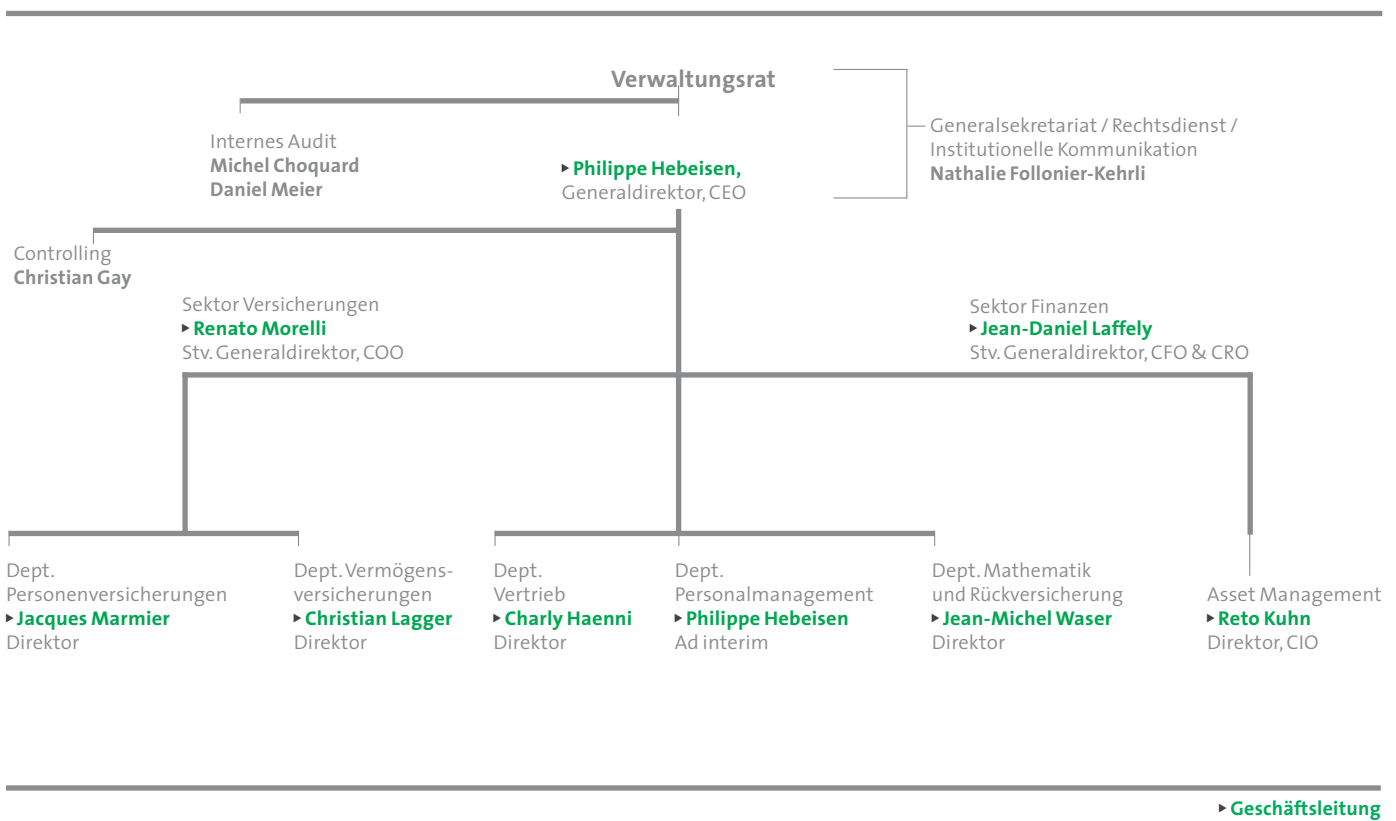 Verwaltungsrat
Internes Audit
Michel Choquard
Daniel Meier
▸ Philippe Hebeisen,
Generaldirektor, CEO
Generalsekretariat / Rechtsdienst /
Institutionelle Kommunikation
Nathalie Follonier-Kehrli
Controlling
Christian Gay
Sektor Versicherungen
▸ Renato Morelli
Stv. Generaldirektor, COO
Sektor Finanzen
▸ Jean-Daniel Laffely
Stv. Generaldirektor, CFO & CRO
Dept.
Personenversicherungen
▸ Jacques Marmier
Direktor
Dept. Vermögens-
versicherungen
▸ Christian Lagger
Direktor
Dept.
Vertrieb
▸ Charly Haenni
Direktor
Dept.
Personalmanagement
▸ Philippe Hebeisen
Ad interim
Dept. Mathematik
und Rückversicherung
▸ Jean-Michel Waser
Direktor
Asset Management
▸ Reto Kuhn
Direktor, CIO
▸ Geschäftsleitung